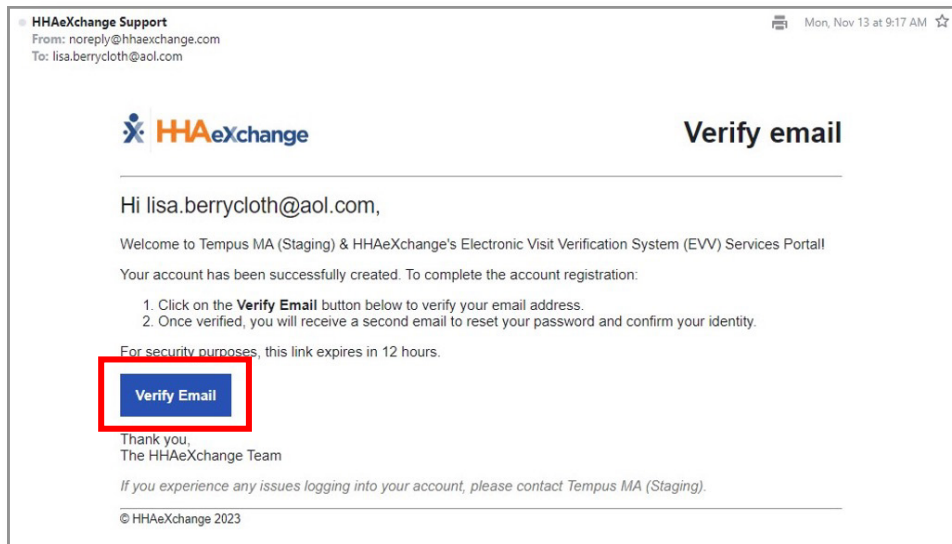 HHAeXchange Support
Mon, Nov 13 at 9:17 AM
From: noreply@hhaexchange.com
To: lisa.berrycloth@aol.com
HHAeXchange
Verify email
Hi lisa.berrycloth@aol.com,
Welcome to Tempus MA (Staging) & HHAeXchange's Electronic Visit Verification System (EVV) Services Portal!
Your account has been successfully created. To complete the account registration:
1. Click on the Verify Email button below to verify your email address.
2. Once verified, you will receive a second email to reset your password and confirm your identity.
For security purposes, this link expires in 12 hours.
Verify Email
Thank you,
The HHAeXchange Team
If you experience any issues logging into your account, please contact Tempus MA (Staging).
© HHAeXchange 2023